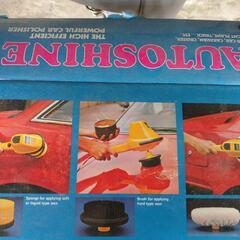 AUTOSHINE
THE HIGH EFFICIENT
POWERFUL CAR POLISHER
Sponge for applying soft
or liquid type wax
Brush for applying
hard type wax